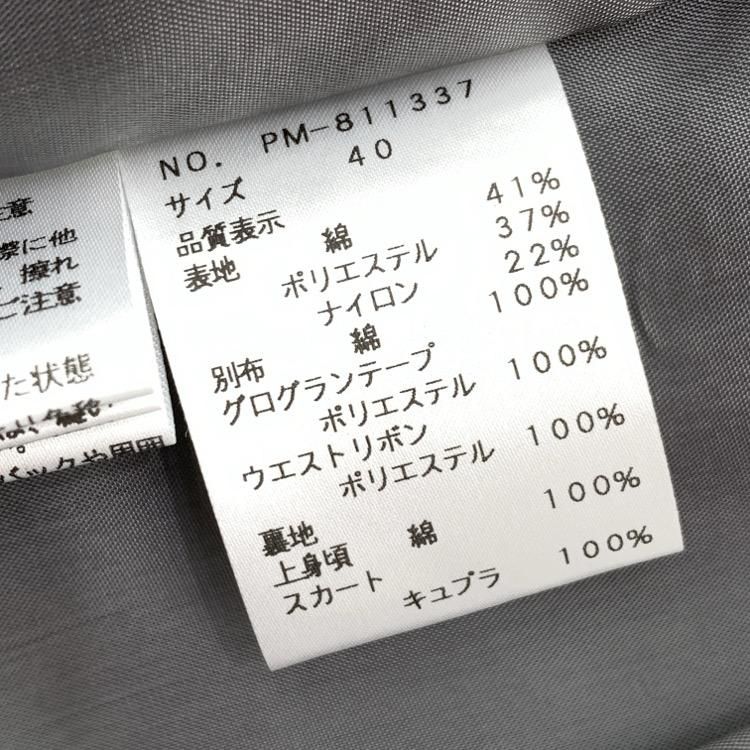 NO. PM-811337
サイズ 40
品質表示
表地 綿 41%
ポリエステル 37%
ナイロン 22%
別布 綿 100%
グログランテープ
ポリエステル 100%
ウエストリボン
ポリエステル 100%
裏地
上身頃 綿 100%
スカート キュプラ 100%
注意
際に他
擦れ
ご注意
た状態